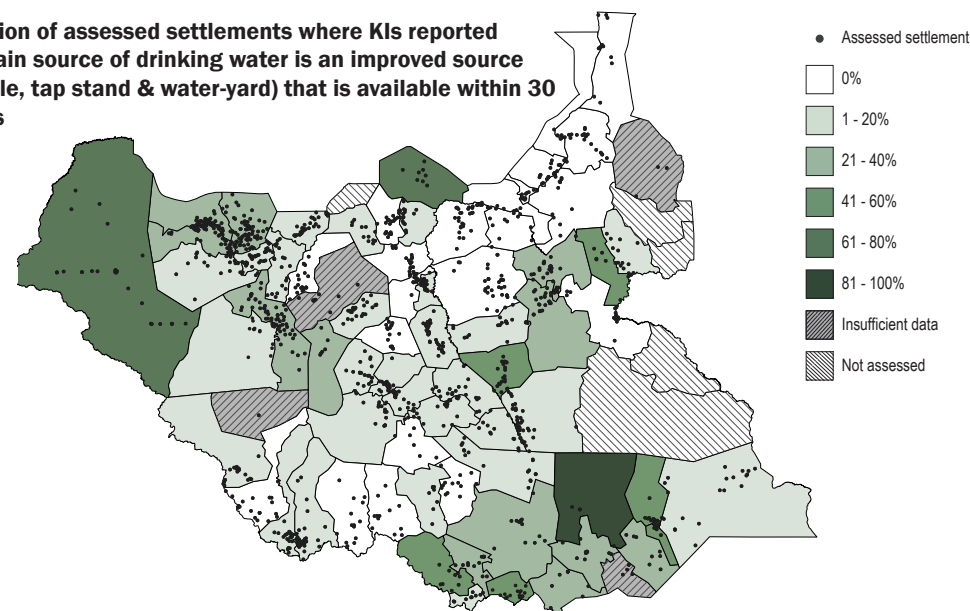 ion of assessed settlements where KIs reported
ain source of drinking water is an improved source
le, tap stand & water-yard) that is available within 30
s
Assessed settlement
0%
1 - 20%
21 - 40%
41 - 60%
61 - 80%
81 - 100%
Insufficient data
Not assessed